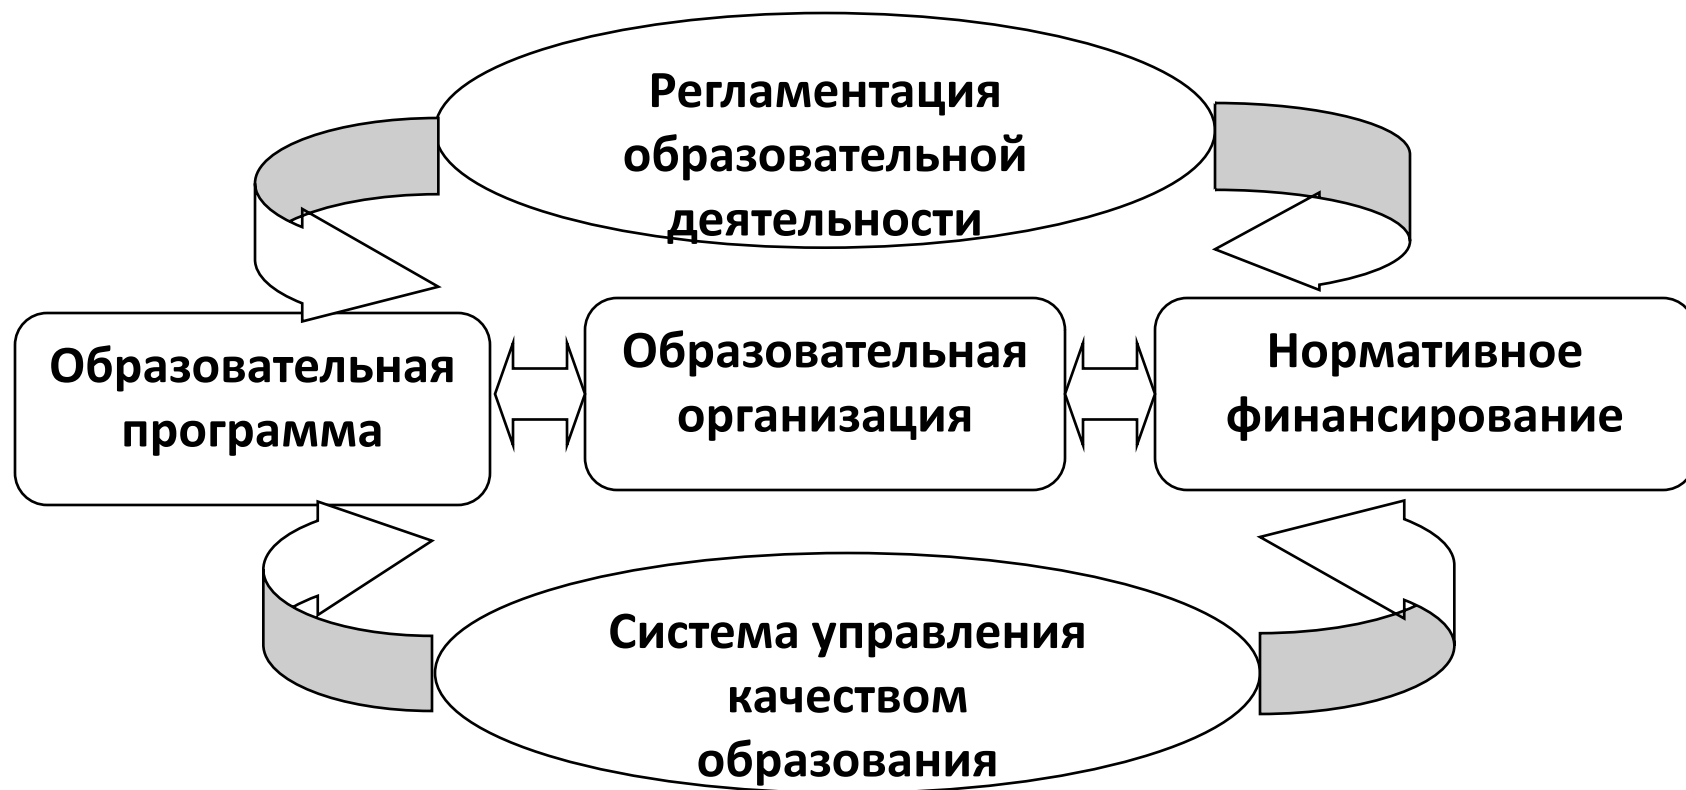 Регламентация
образовательной
деятельности
Образовательная
программа
Образовательная
организация
Нормативное
финансирование
Система управления
качеством
образования